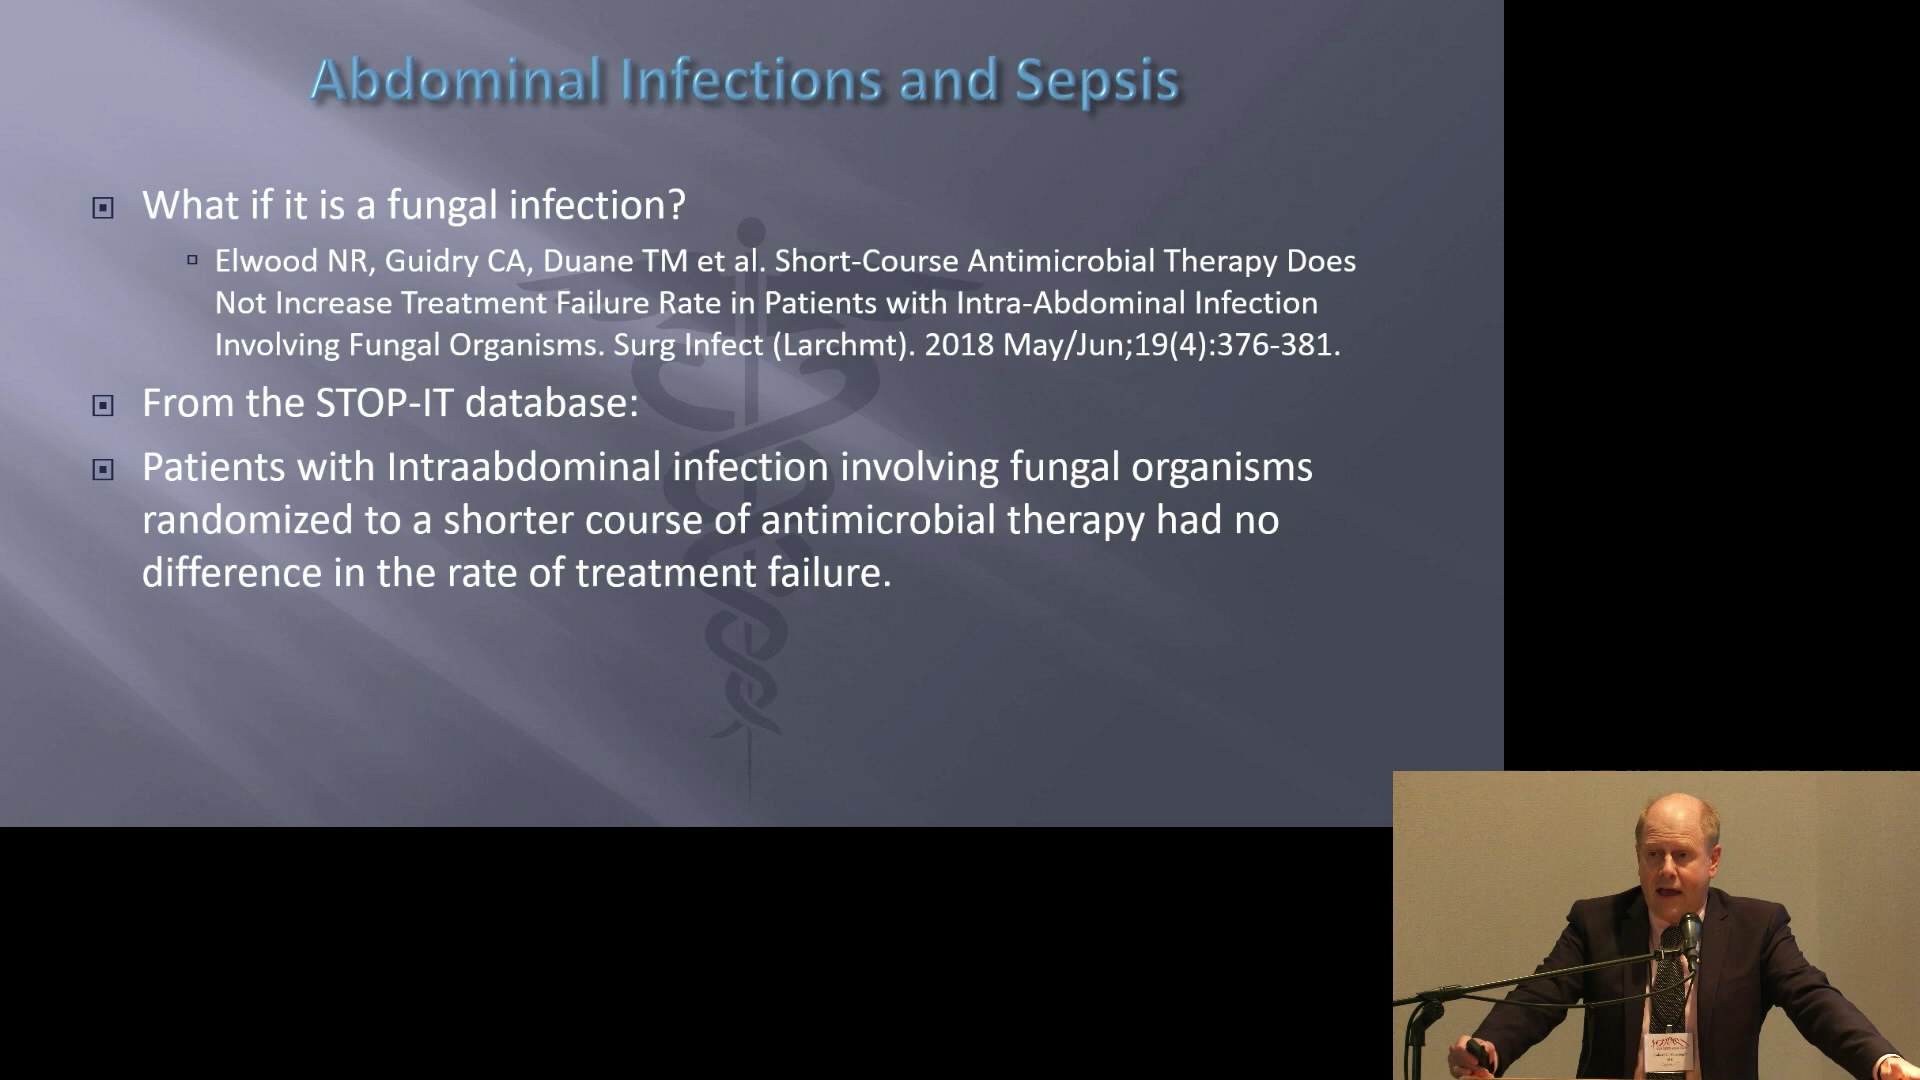 Abdominal Infections and Sepsis
What if it is a fungal infection?
Elwood NR, Guidry CA, Duane TM et al. Short-Course Antimicrobial Therapy Does
Not Increase Treatment Failure Rate in Patients with Intra-Abdominal Infection
Involving Fungal Organisms. Surg Infect (Larchmt). 2018 May/Jun;19(4):376-381.
From the STOP-IT database:
Patients with Intraabdominal infection involving fungal organisms
randomized to a shorter course of antimicrobial therapy had no
difference in the rate of treatment failure.